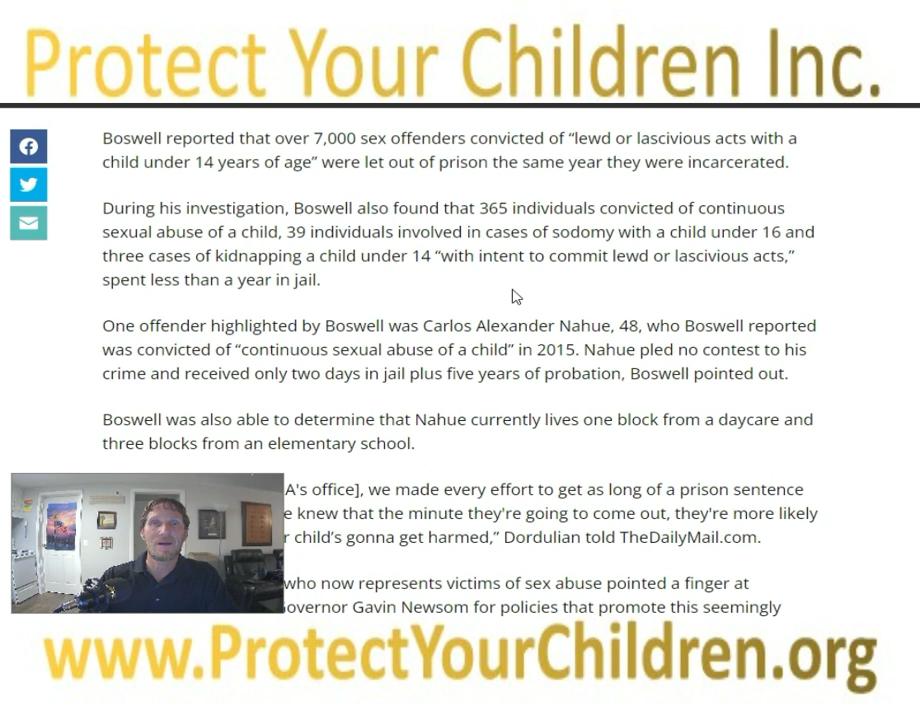 Protect Your Children Inc.
Boswell reported that over 7,000 sex offenders convicted of “lewd or lascivious acts with a
child under 14 years of age” were let out of prison the same year they were incarcerated.
During his investigation, Boswell also found that 365 individuals convicted of continuous
sexual abuse of a child, 39 individuals involved in cases of sodomy with a child under 16 and
three cases of kidnapping a child under 14 “with intent to commit lewd or lascivious acts,”
spent less than a year in jail.
One offender highlighted by Boswell was Carlos Alexander Nahue, 48, who Boswell reported
was convicted of “continuous sexual abuse of a child” in 2015. Nahue pled no contest to his
crime and received only two days in jail plus five years of probation, Boswell pointed out.
Boswell was also able to determine that Nahue currently lives one block from a daycare and
three blocks from an elementary school.
A's office], we made every effort to get as long of a prison sentence
knew that the minute they're going to come out, they're more likely
child’s gonna get harmed,” Dordulian told TheDailyMail.com.
who now represents victims of sex abuse pointed a finger at
Gavin Newsom for policies that promote this seemingly
www.ProtectYourChildren.org